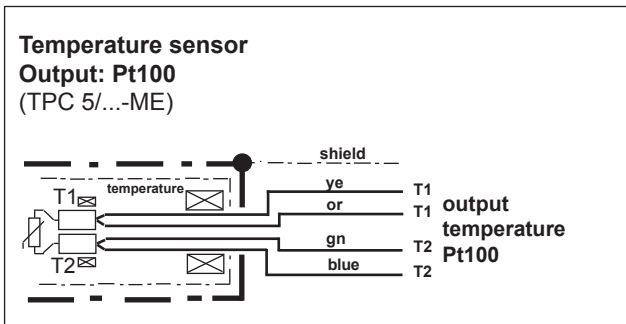 Temperature sensor
Output: Pt100
(TPC 5/...-ME)
shield
T1
temperature
ye
T1
or
T1
output
temperature
Pt100
gn
T2
T2
blue
T2